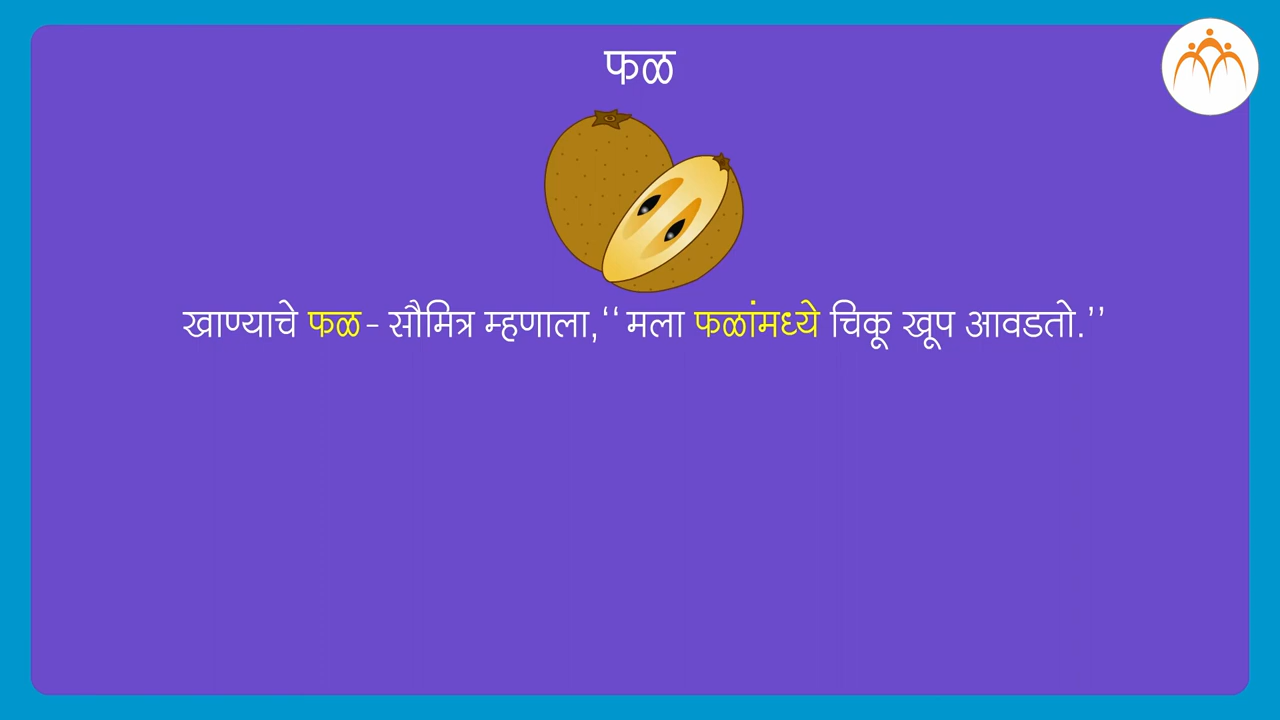 फळ
खाण्याचे फळ - सौमित्र म्हणाला,‘‘ मला फळांमध्ये चिकू खूप आवडतो.’’